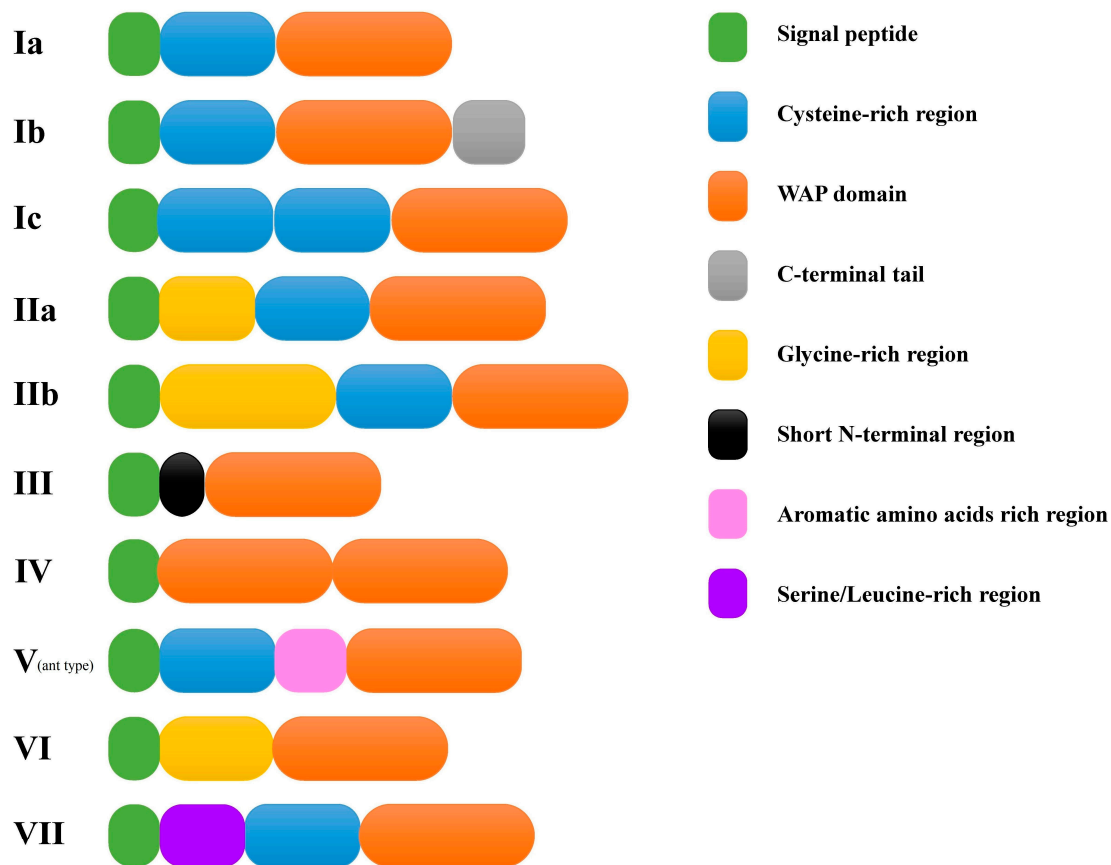 Ia
Signal peptide
Ib
Cysteine-rich region
Ic
WAP domain
IIa
C-terminal tail
IIb
Glycine-rich region
III
Short N-terminal region
IV
Aromatic amino acids rich region
V (ant type)
Serine/Leucine-rich region
VI
VII